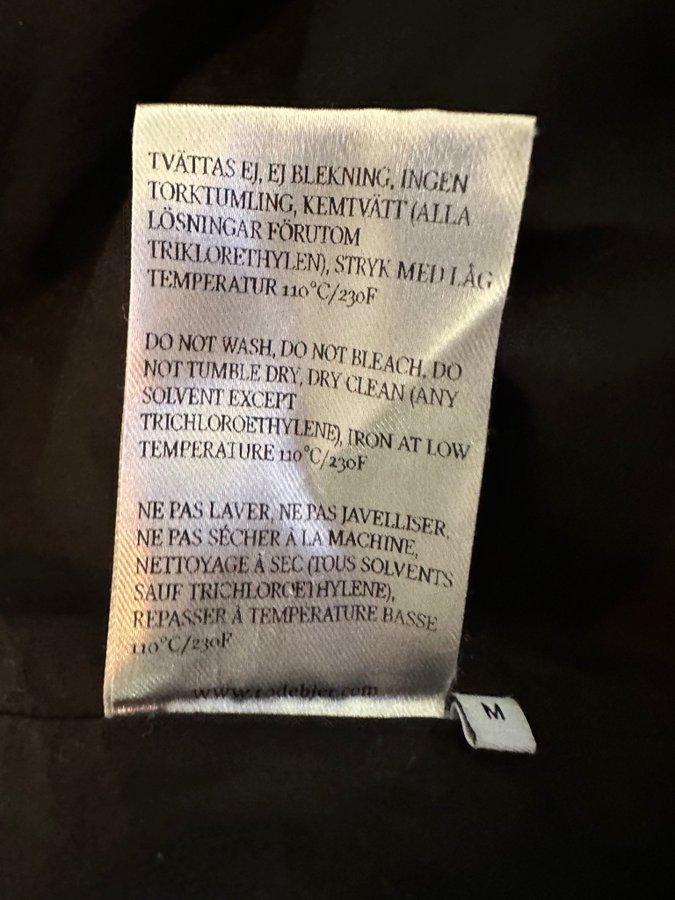 TVÄTTAS EJ, EJ BLEKNING, INGEN
TORKTUMLING, KEMTVÄTT (ALLA
LÖSNINGAR FÖRUTOM
TRIKLORETHYLEN), STRYK MED LÅG
TEMPERATUR 110°C/230F
DO NOT WASH, DO NOT BLEACH, DO
NOT TUMBLE DRY, DRY CLEAN (ANY
SOLVENT EXCEPT
TRICHLOROETHYLENE), IRON AT LOW
TEMPERATURE 110°C/230F
NE PAS LAVER, NE PAS JAVELLISER,
NE PAS SÉCHER À LA MACHINE,
NETTOYAGE À SEC (TOUS SOLVENTS
SAUF TRICHLOROETHYLENE),
REPASSER À TEMPERATURE BASSE
110°C/230F
www.rodebjer.com
M